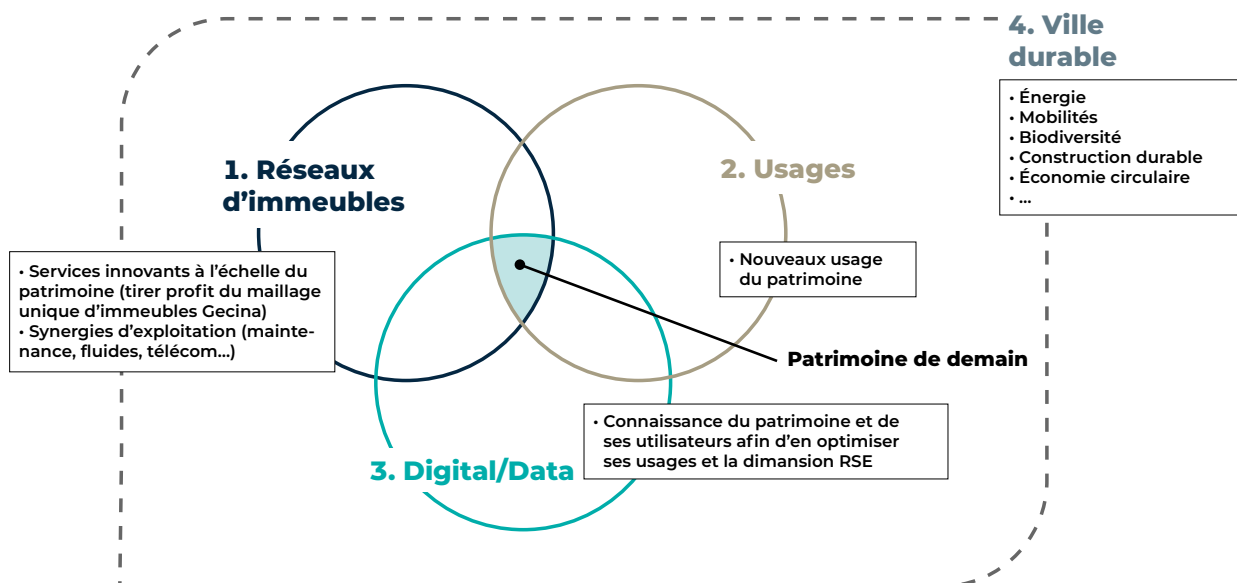 4. Ville
durable
• Énergie
• Mobilités
• Biodiversité
• Construction durable
• Économie circulaire
• ...
1. Réseaux
d’immeubles
• Services innovants à l’échelle du
patrimoine (tirer profit du maillage
unique d’immeubles Gecina)
• Synergies d’exploitation (mainte-
nance, fluides, télécom...)
2. Usages
• Nouveaux usage
du patrimoine
Patrimoine de demain
3. Digital/Data
• Connaissance du patrimoine et de
ses utilisateurs afin d’en optimiser
ses usages et la dimansion RSE